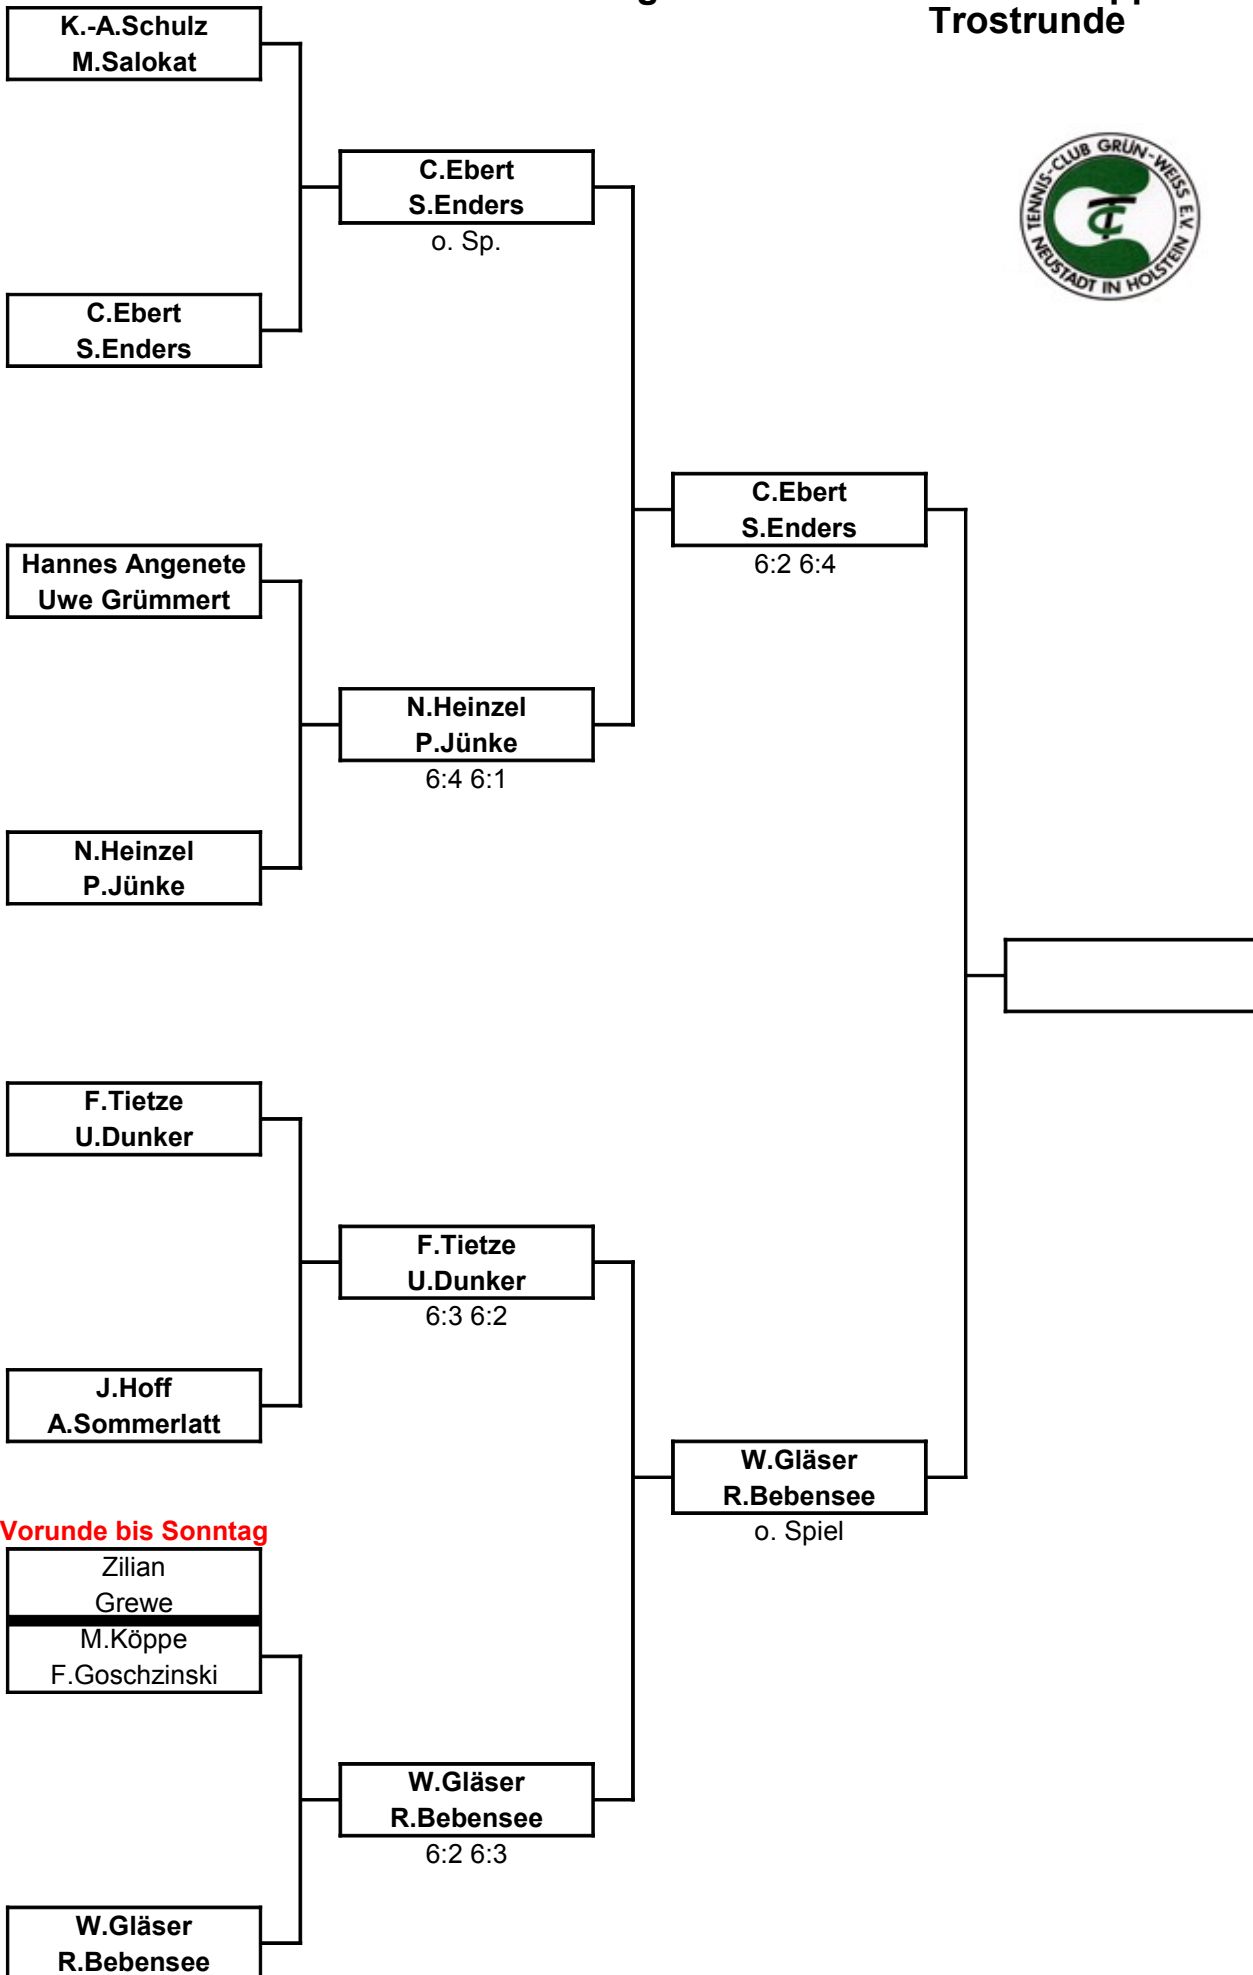 Trostrunde
K.-A.Schulz
M.Salokat
TENNIS-CLUB GRÜN-WEISS E.V.
NEUSTADT IN HOLSTEIN
C.Ebert
S.Enders
o. Sp.
C.Ebert
S.Enders
C.Ebert
S.Enders
6:2 6:4
Hannes Angenete
Uwe Grümmert
N.Heinzel
P.Jünke
6:4 6:1
N.Heinzel
P.Jünke
F.Tietze
U.Dunker
F.Tietze
U.Dunker
6:3 6:2
J.Hoff
A.Sommerlatt
W.Gläser
R.Bebensee
o. Spiel
Vorunde bis Sonntag
Zilian
Grewe
M.Köppe
F.Goschzinski
W.Gläser
R.Bebensee
6:2 6:3
W.Gläser
R.Bebensee